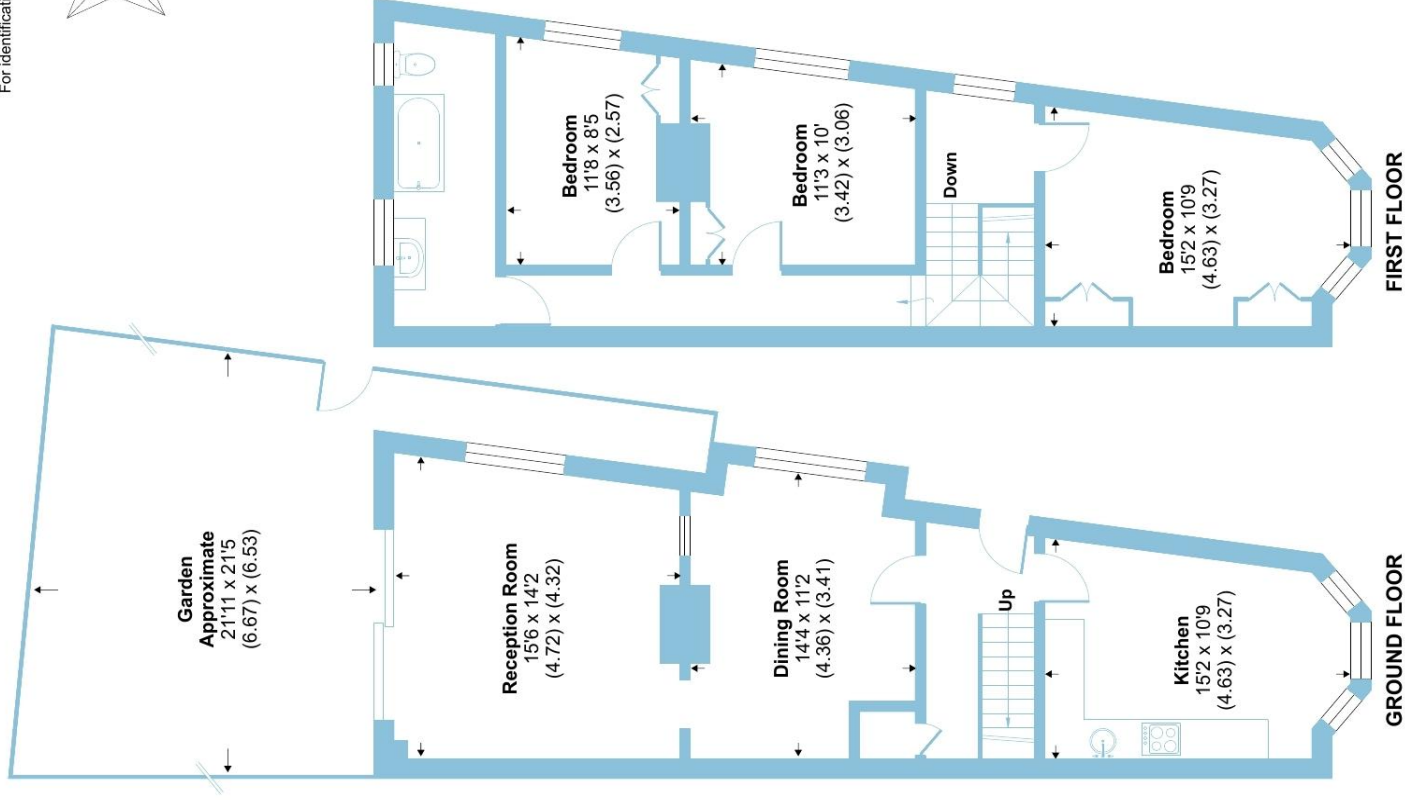 For identificati
Garden
Approximate
21'11 x 21'5
(6.67) x (6.53)
Reception Room
15'6 x 14'2
(4.72) x (4.32)
Dining Room
14'4 x 11'2
(4.36) x (3.41)
Up
Kitchen
15'2 x 10'9
(4.63) x (3.27)
GROUND FLOOR
Bedroom
11'8 x 8'5
(3.56) x (2.57)
Bedroom
11'3 x 10'
(3.42) x (3.06)
Down
Bedroom
15'2 x 10'9
(4.63) x (3.27)
FIRST FLOOR